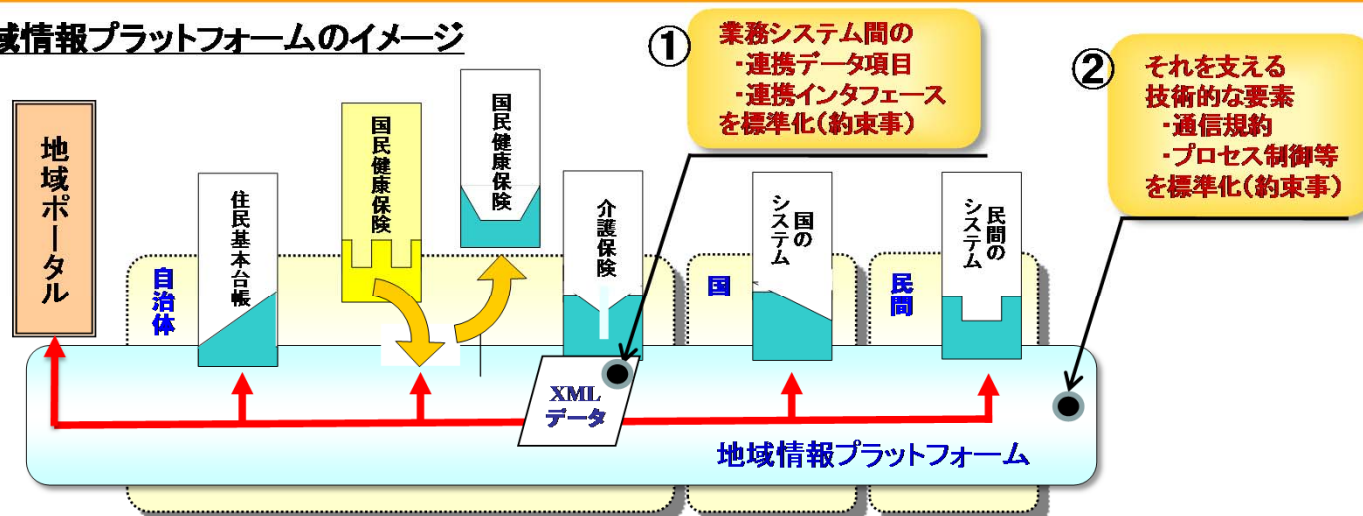 域情報プラットフォームのイメージ
①
業務システム間の
・連携データ項目
・連携インタフェース
を標準化(約束事)
②
それを支える
技術的な要素
・通信規約
・プロセス制御等
を標準化(約束事)
地域ポータル
自治体
住民基本台帳
国民健康保険
国民健康保険
介護保険
国
国の
システム
民間
民間の
システム
XML
データ
地域情報プラットフォーム